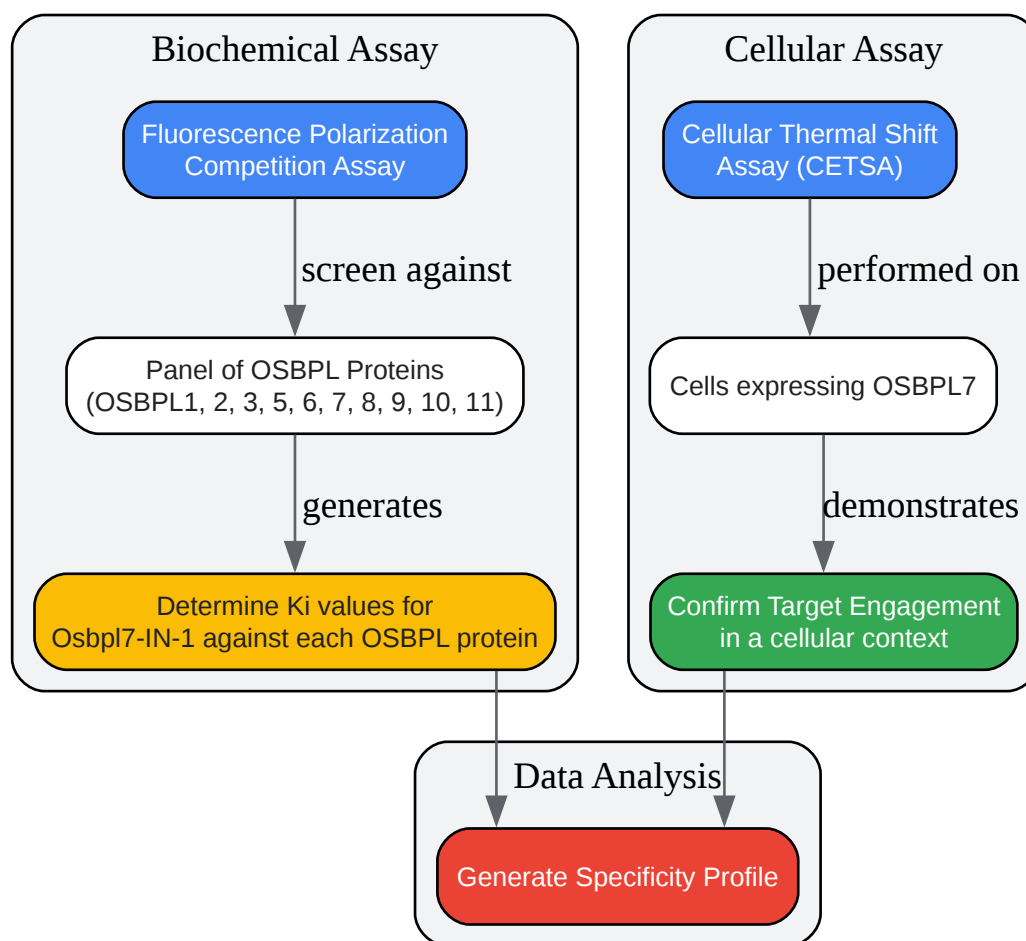 Biochemical Assay
Fluorescence Polarization
Competition Assay
screen against
Panel of OSBPL Proteins
(OSBPL1, 2, 3, 5, 6, 7, 8, 9, 10, 11)
generates
Determine Ki values for
Osbpl7-IN-1 against each OSBPL protein
Cellular Assay
Cellular Thermal Shift
Assay (CETSA)
performed on
Cells expressing OSBPL7
demonstrates
Confirm Target Engagement
in a cellular context
Data Analysis
Generate Specificity Profile